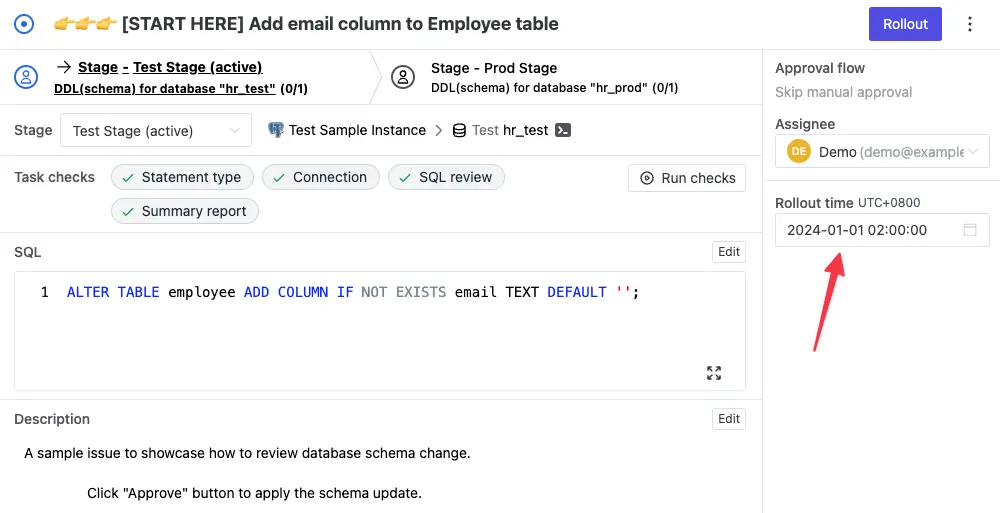 👉👉👉 [START HERE] Add email column to Employee table
Rollout
→ Stage - Test Stage (active)
DDL(schema) for database "hr_test" (0/1)
Stage - Prod Stage
DDL(schema) for database "hr_prod" (0/1)
Stage
Test Stage (active)
Test Sample Instance > Test hr_test
Task checks
Statement type
Connection
SQL review
Summary report
Run checks
SQL
Edit
1 ALTER TABLE employee ADD COLUMN IF NOT EXISTS email TEXT DEFAULT '';
Description
Edit
A sample issue to showcase how to review database schema change.
Click "Approve" button to apply the schema update.
Approval flow
Skip manual approval
Assignee
DE Demo (demo@example
Rollout time UTC+0800
2024-01-01 02:00:00